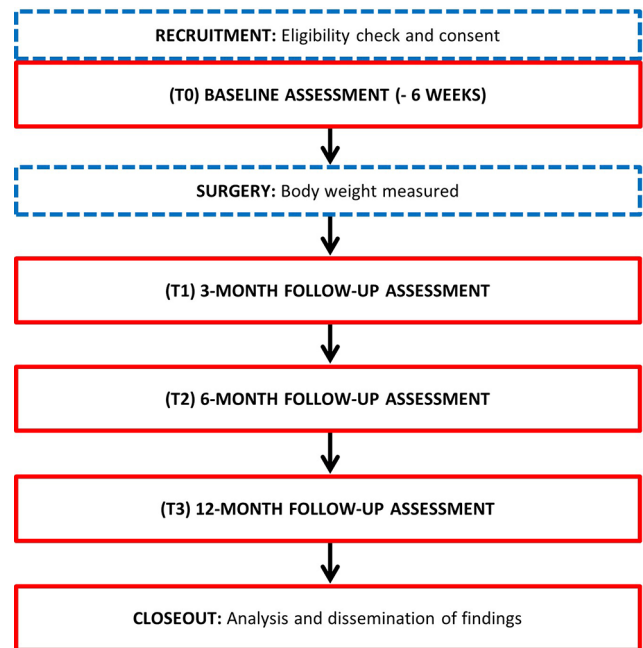 RECRUITMENT: Eligibility check and consent
(T0) BASELINE ASSESSMENT (- 6 WEEKS)
SURGERY: Body weight measured
(T1) 3-MONTH FOLLOW-UP ASSESSMENT
(T2) 6-MONTH FOLLOW-UP ASSESSMENT
(T3) 12-MONTH FOLLOW-UP ASSESSMENT
CLOSEOUT: Analysis and dissemination of findings